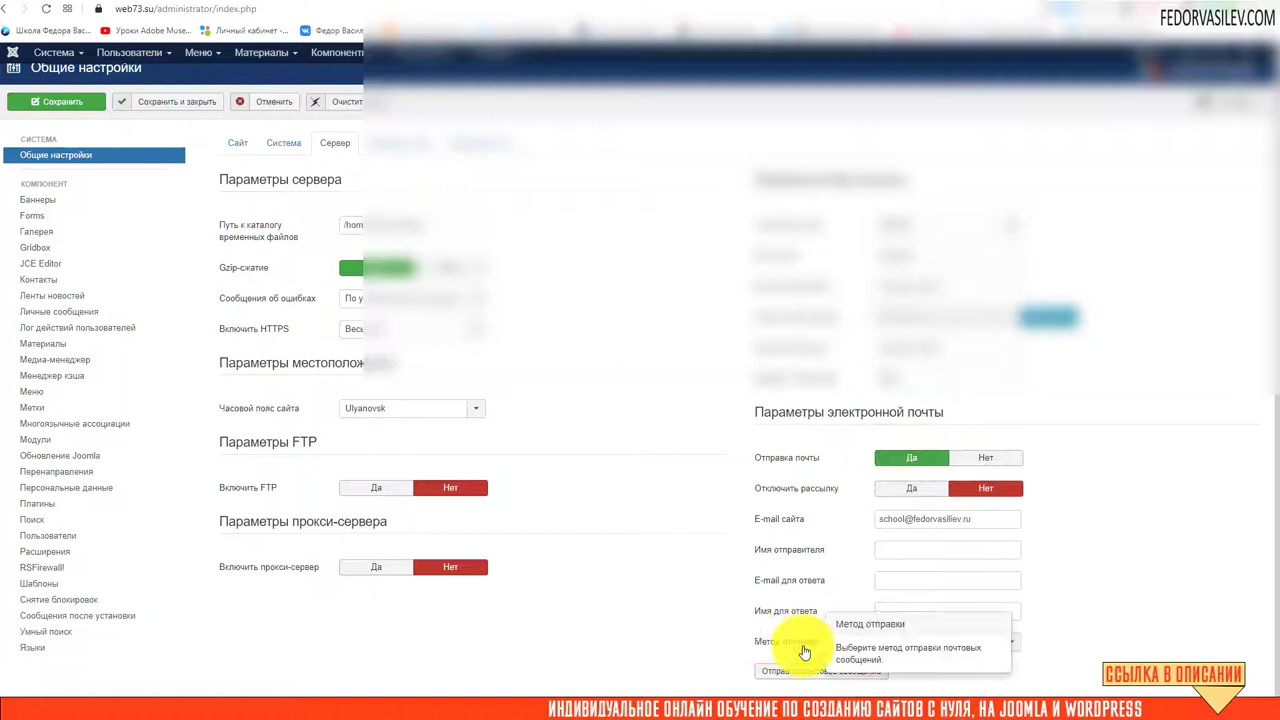 web73.su/administrator/index.php
FEDORVASILEV.COM
Школа Федора Вас...
Уроки Adobe Muse...
Личный кабинет -...
Федор Васил
Система
Пользователи
Меню
Материалы
Компоненты
Общие настройки
Сохранить
Сохранить и закрыть
Отменить
Очистит
СИСТЕМА
Общие настройки
КОМПОНЕНТ
Баннеры
Forms
Галерея
Gridbox
JCE Editor
Контакты
Ленты новостей
Личные сообщения
Лог действий пользователей
Материалы
Медиа-менеджер
Менеджер кэша
Меню
Метки
Многоязычные ассоциации
Модули
Обновление Joomla
Перенаправления
Персональные данные
Плагины
Поиск
Пользователи
Расширения
RSFirewall!
Шаблоны
Снятие блокировок
Сообщения после установки
Умный поиск
Языки
Сайт
Система
Сервер
Параметры сервера
Путь к каталогу
временных файлов
/hom
Gzip-сжатие
Сообщения об ошибках
По у
Включить HTTPS
Весь
Параметры местополож
Часовой пояс сайта
Ulyanovsk
Параметры FTP
Включить FTP
Да
Нет
Параметры прокси-сервера
Включить прокси-сервер
Да
Нет
Параметры электронной почты
Отправка почты
Да
Нет
Отключить рассылку
Да
Нет
E-mail сайта
school@fedorvasiliev.ru
Имя отправителя
E-mail для ответа
Имя для ответа
Метод отправки
Выберите метод отправки почтовых
сообщений.
ССЫЛКА В ОПИСАНИИ
ИНДИВИДУАЛЬНОЕ ОНЛАЙН ОБУЧЕНИЕ ПО СОЗДАНИЮ САЙТОВ С НУЛЯ, НА JOOMLA И WORDPRESS